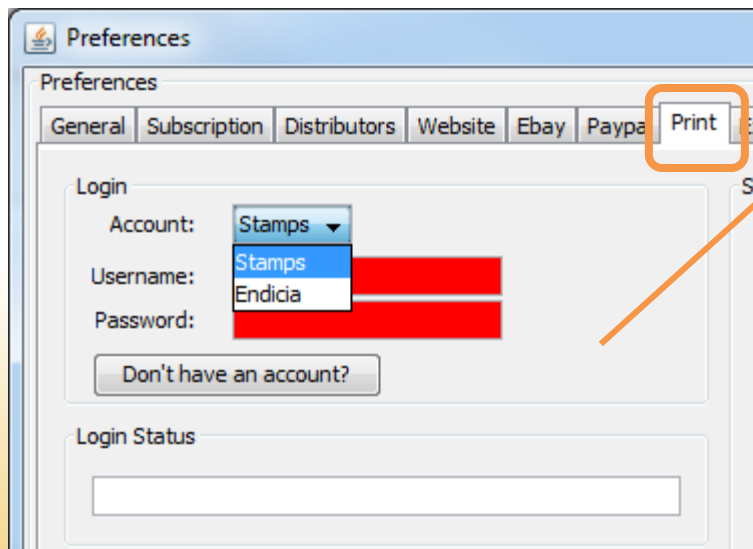 Preferences
Preferences
General Subscription Distributors Website Ebay Paypa Print
Login
Account: Stamps
Stamps
Username:
Endicia
Password:
Don't have an account?
Login Status